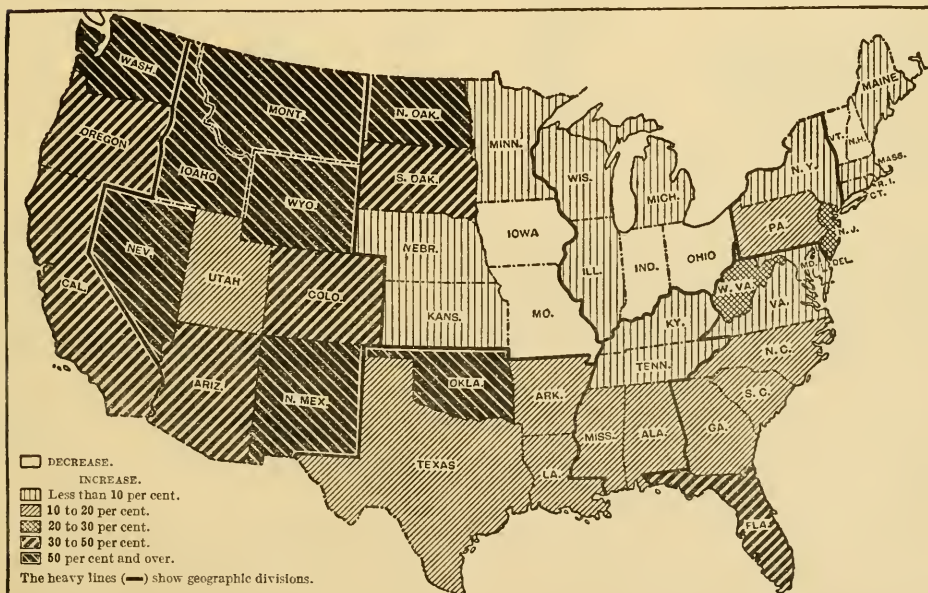 WASH.
MONT.
N. OAK.
MINN.
MAINE
OREGON
IDAHO
S. DAK.
WIS.
MICH.
VT.
N.H.
MASS.
N.Y.
R.I.
CT.
WYO.
NEBR.
IOWA
PA.
N.J.
NEV.
UTAH
COLO.
ILL.
IND.
OHIO
W. VA.
MD.
DEL.
CAL.
KANS.
MO.
KY.
VA.
ARIZ.
N. MEX.
OKLA.
ARK.
TENN.
N.C.
S.C.
TEXAS
LA.
MISS.
ALA.
GA.
FLA.
DECREASE.
INCREASE.
Less than 10 per cent.
10 to 20 per cent.
20 to 30 per cent.
30 to 50 per cent.
50 per cent and over.
The heavy lines (▬) show geographic divisions.